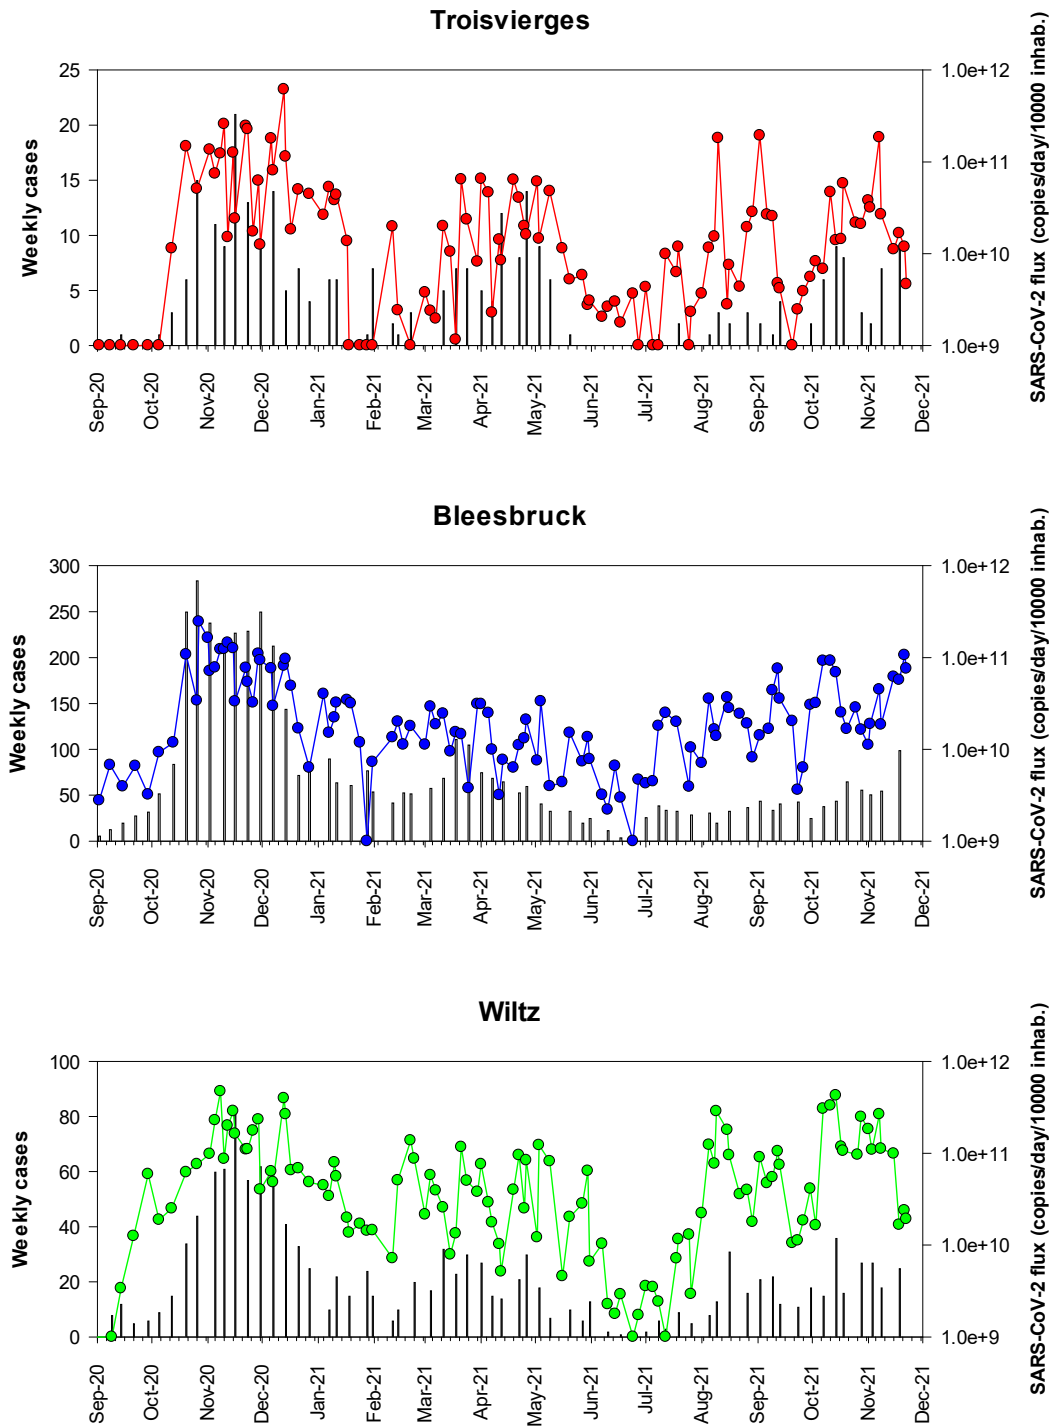 Troisvierges
Weekly cases
25
20
15
10
5
0
1.0e+12
1.0e+11
1.0e+10
1.0e+9
SARS-CoV-2 flux (copies/day/10000 inhab.)
Sep-20
Oct-20
Nov-20
Dec-20
Jan-21
Feb-21
Mar-21
Apr-21
May-21
Jun-21
Jul-21
Aug-21
Sep-21
Oct-21
Nov-21
Dec-21
Bleesbruck
Weekly cases
300
250
200
150
100
50
0
1.0e+12
1.0e+11
1.0e+10
1.0e+9
SARS-CoV-2 flux (copies/day/10000 inhab.)
Sep-20
Oct-20
Nov-20
Dec-20
Jan-21
Feb-21
Mar-21
Apr-21
May-21
Jun-21
Jul-21
Aug-21
Sep-21
Oct-21
Nov-21
Dec-21
Wiltz
Weekly cases
100
80
60
40
20
0
1.0e+12
1.0e+11
1.0e+10
1.0e+9
SARS-CoV-2 flux (copies/day/10000 inhab.)
Sep-20
Oct-20
Nov-20
Dec-20
Jan-21
Feb-21
Mar-21
Apr-21
May-21
Jun-21
Jul-21
Aug-21
Sep-21
Oct-21
Nov-21
Dec-21